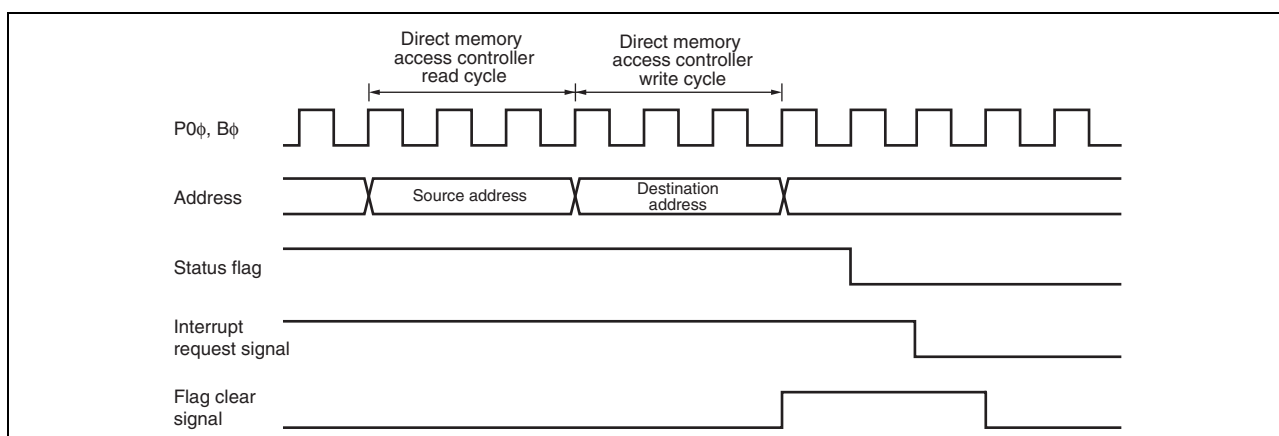 Direct memory
access controller
read cycle
Direct memory
access controller
write cycle
P0ϕ, Bϕ
Address
Source address
Destination
address
Status flag
Interrupt
request signal
Flag clear
signal